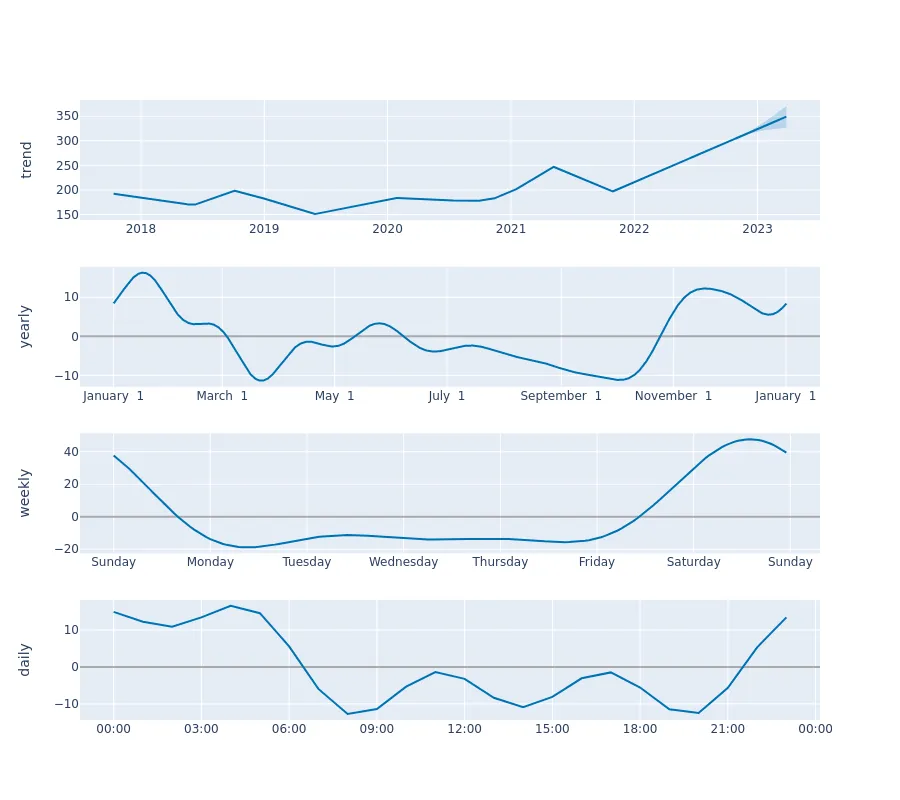 trend
350
300
250
200
150
2018 2019 2020 2021 2022 2023
yearly
10
0
−10
January 1 March 1 May 1 July 1 September 1 November 1 January 1
weekly
40
20
0
−20
Sunday Monday Tuesday Wednesday Thursday Friday Saturday Sunday
daily
10
0
−10
00:00 03:00 06:00 09:00 12:00 15:00 18:00 21:00 00:00